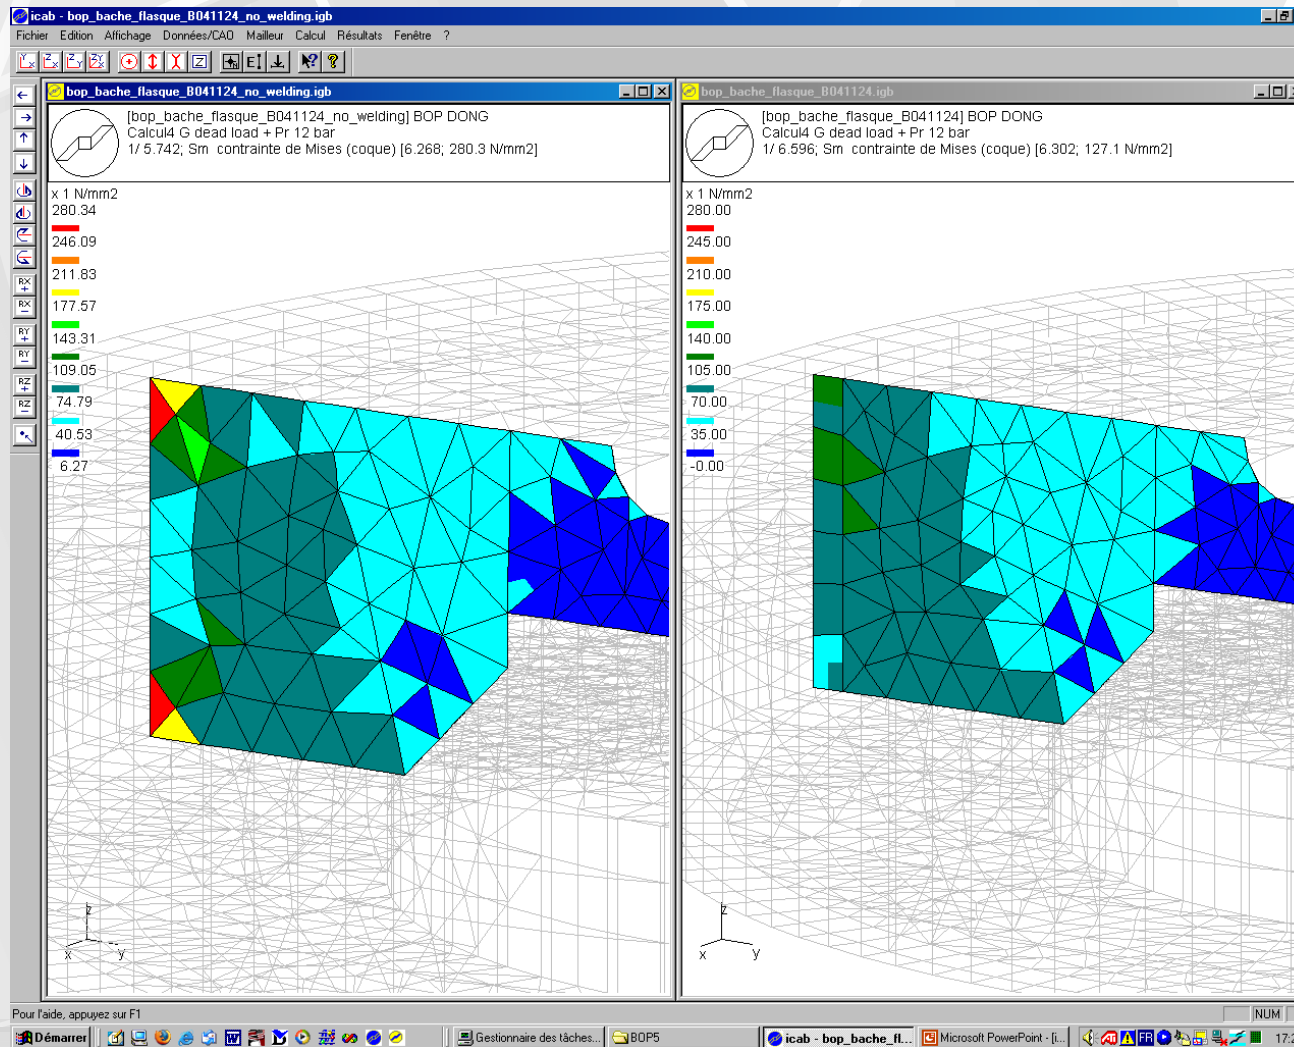 icab - bop_bache_flasque_B041124_no_welding.igb
Fichier Edition Affichage Données/CAO Mailleur Calcul Résultats Fenêtre ?
bop_bache_flasque_B041124_no_welding.igb
[bop_bache_flasque_B041124_no_welding] BOP DONG
Calcul4 G dead load + Pr 12 bar
1/ 5.742; Sm contrainte de Mises (coque) [6.268; 280.3 N/mm2]
x 1 N/mm2
280.34
246.09
211.83
177.57
143.31
109.05
74.79
40.53
6.27
z
x
y
bop_bache_flasque_B041124.igb
[bop_bache_flasque_B041124] BOP DONG
Calcul4 G dead load + Pr 12 bar
1/ 6.596; Sm contrainte de Mises (coque) [6.302; 127.1 N/mm2]
x 1 N/mm2
280.00
245.00
210.00
175.00
140.00
105.00
70.00
35.00
-0.00
z
x
y
RX +
RX −
RY +
RY −
RZ +
RZ −
Pour l'aide, appuyez sur F1
NUM
Démarrer
Gestionnaire des tâches...
BOP5
icab - bop_bache_fl...
Microsoft PowerPoint - [i...
FR